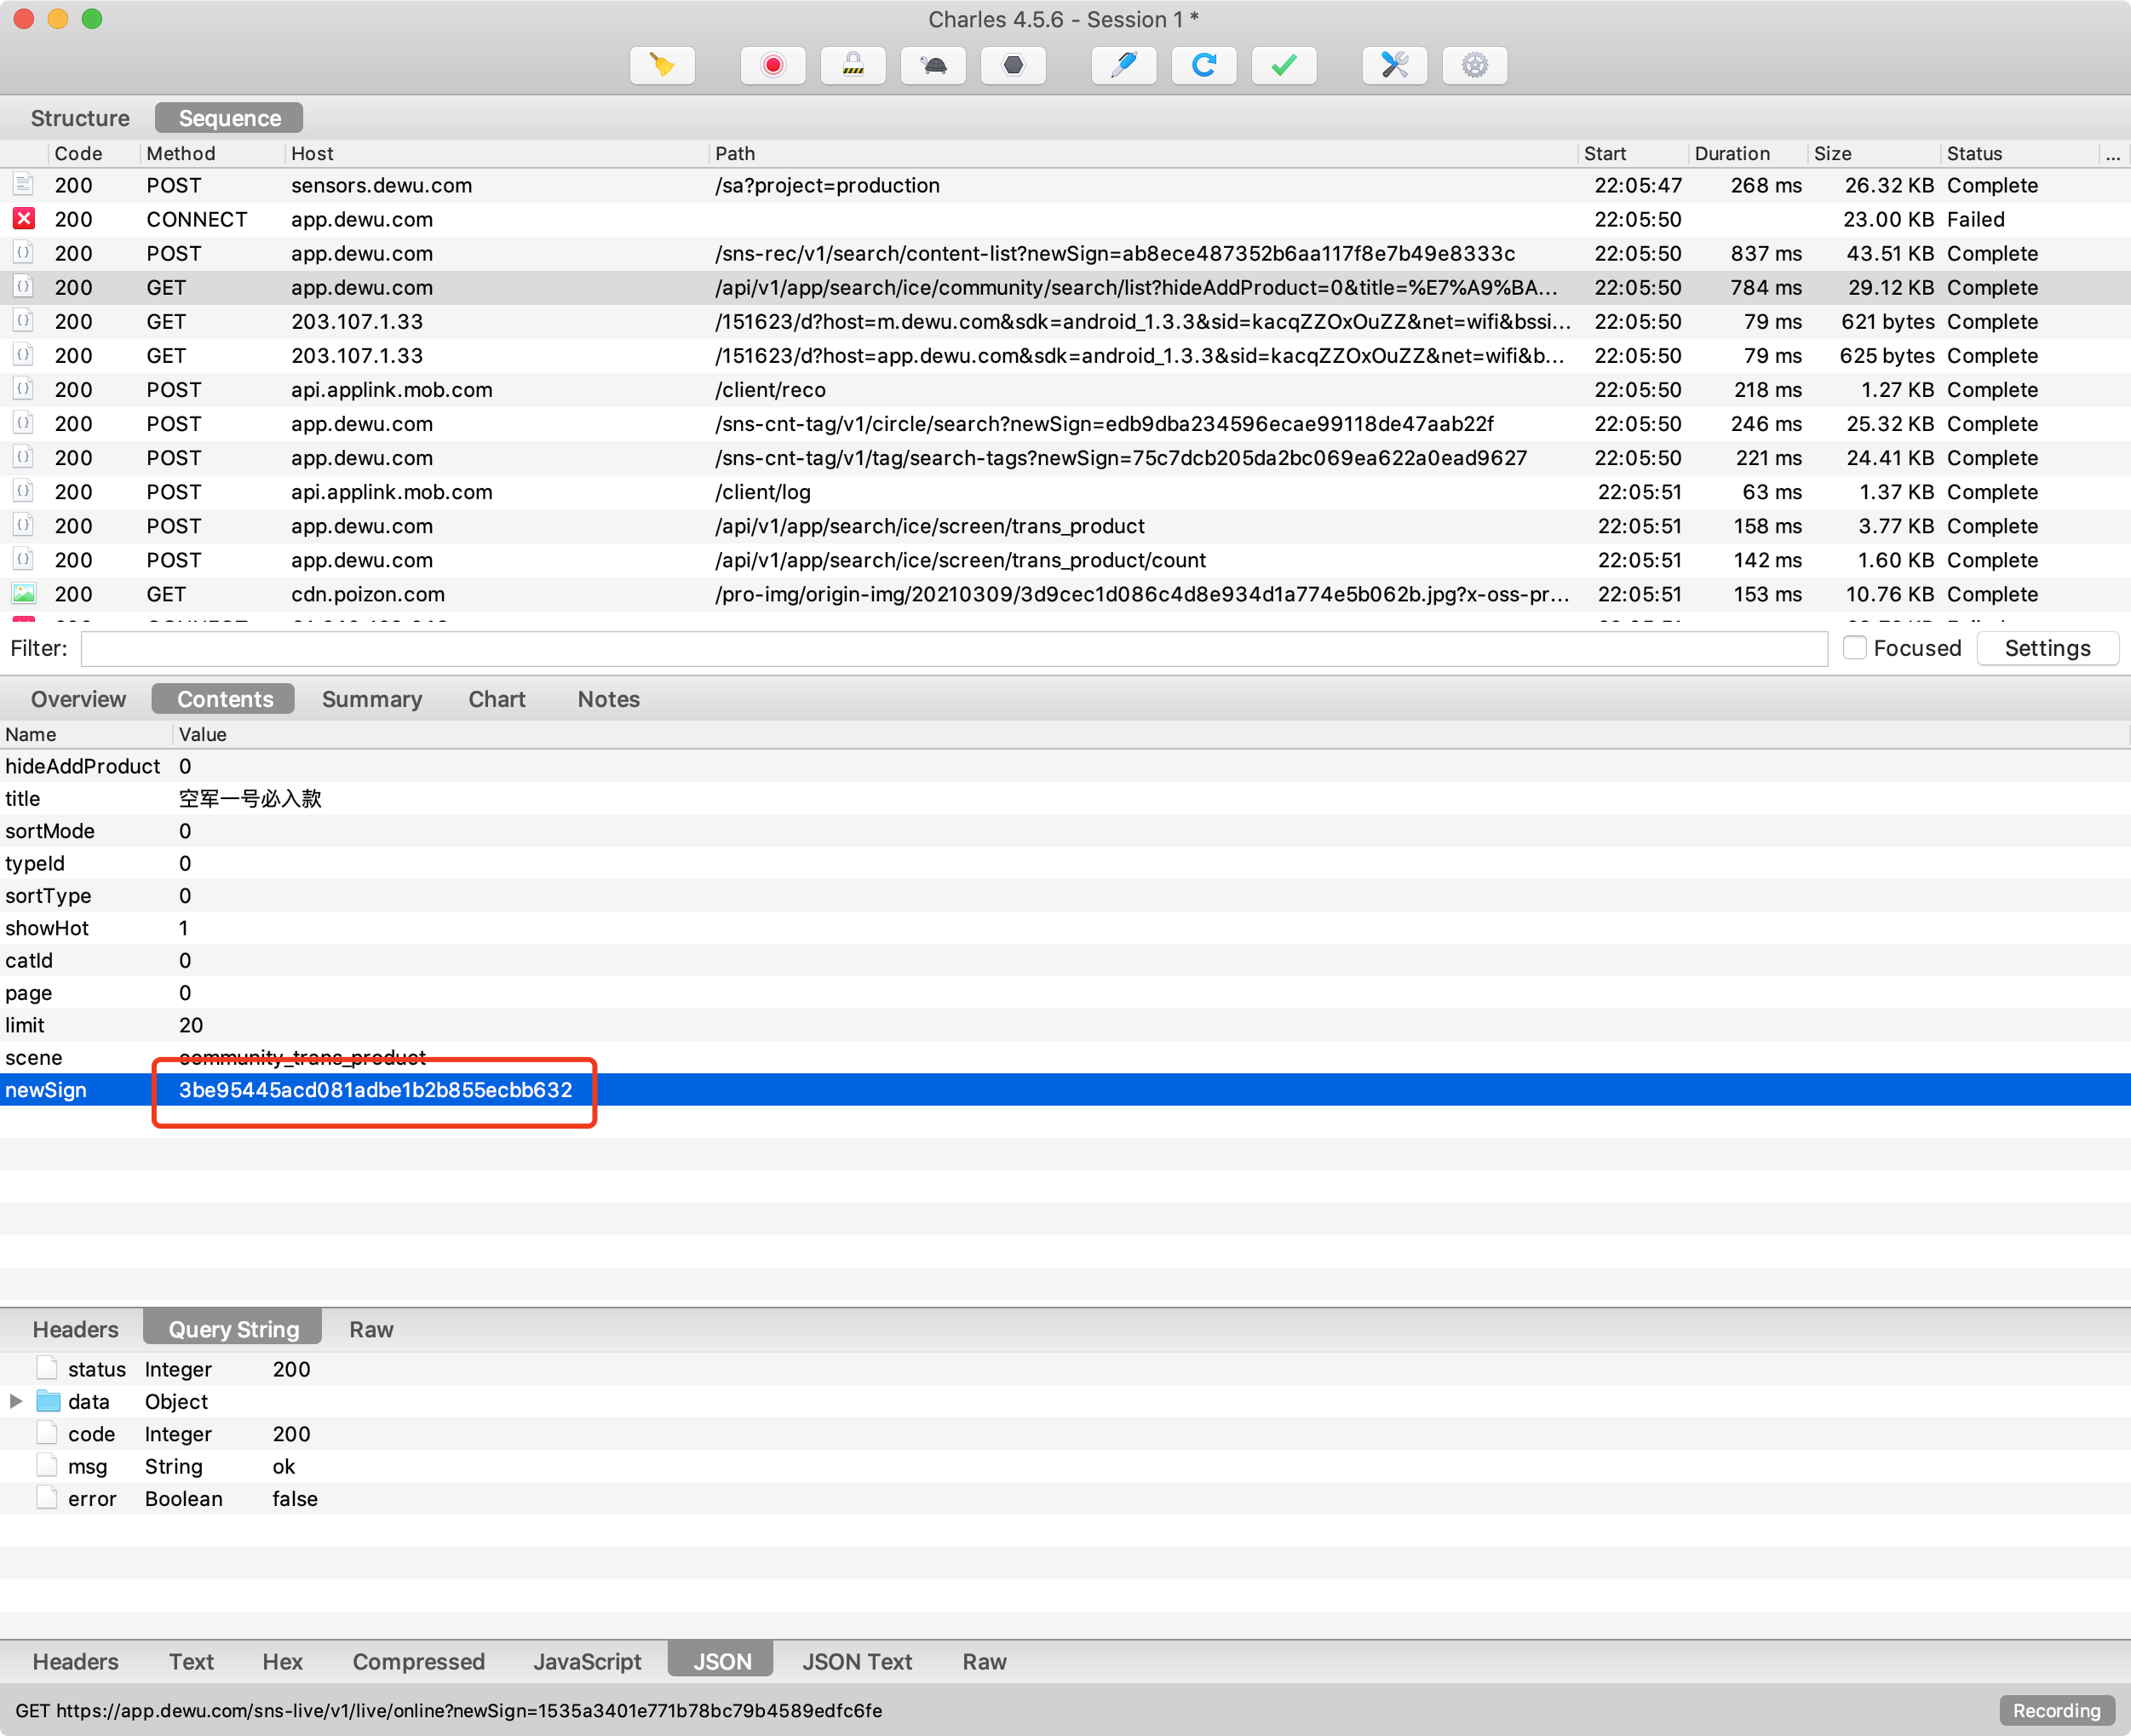 Charles 4.5.6 - Session 1 *
Structure Sequence
Code Method Host Path Start Duration Size Status ...
200 POST sensors.dewu.com /sa?project=production 22:05:47 268 ms 26.32 KB Complete
200 CONNECT app.dewu.com 22:05:50 23.00 KB Failed
200 POST app.dewu.com /sns-rec/v1/search/content-list?newSign=ab8ece487352b6aa117f8e7b49e8333c 22:05:50 837 ms 43.51 KB Complete
200 GET app.dewu.com /api/v1/app/search/ice/community/search/list?hideAddProduct=0&title=%E7%A9%BA... 22:05:50 784 ms 29.12 KB Complete
200 GET 203.107.1.33 /151623/d?host=m.dewu.com&sdk=android_1.3.3&sid=kacqZZOxOuZZ&net=wifi&bssi... 22:05:50 79 ms 621 bytes Complete
200 GET 203.107.1.33 /151623/d?host=app.dewu.com&sdk=android_1.3.3&sid=kacqZZOxOuZZ&net=wifi&b... 22:05:50 79 ms 625 bytes Complete
200 POST api.applink.mob.com /client/reco 22:05:50 218 ms 1.27 KB Complete
200 POST app.dewu.com /sns-cnt-tag/v1/circle/search?newSign=edb9dba234596ecae99118de47aab22f 22:05:50 246 ms 25.32 KB Complete
200 POST app.dewu.com /sns-cnt-tag/v1/tag/search-tags?newSign=75c7dcb205da2bc069ea622a0ead9627 22:05:50 221 ms 24.41 KB Complete
200 POST api.applink.mob.com /client/log 22:05:51 63 ms 1.37 KB Complete
200 POST app.dewu.com /api/v1/app/search/ice/screen/trans_product 22:05:51 158 ms 3.77 KB Complete
200 POST app.dewu.com /api/v1/app/search/ice/screen/trans_product/count 22:05:51 142 ms 1.60 KB Complete
200 GET cdn.poizon.com /pro-img/origin-img/20210309/3d9cec1d086c4d8e934d1a774e5b062b.jpg?x-oss-pr... 22:05:51 153 ms 10.76 KB Complete
Filter: Focused Settings
Overview Contents Summary Chart Notes
Name Value
hideAddProduct 0
title 空军一号必入款
sortMode 0
typeId 0
sortType 0
showHot 1
catId 0
page 0
limit 20
scene community_trans_product
newSign 3be95445acd081adbe1b2b855ecbb632
Headers Query String Raw
status Integer 200
data Object
code Integer 200
msg String ok
error Boolean false
Headers Text Hex Compressed JavaScript JSON JSON Text Raw
GET https://app.dewu.com/sns-live/v1/live/online?newSign=1535a3401e771b78bc79b4589edfc6fe Recording